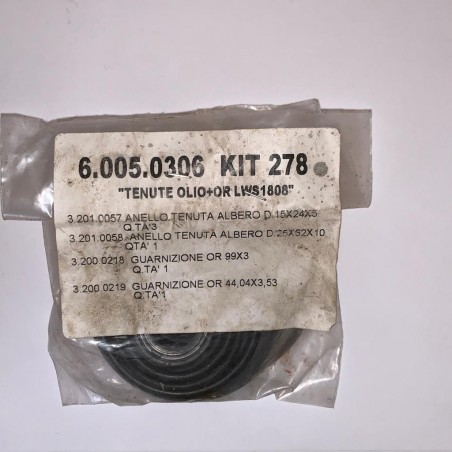 6.005.0306 KIT 278
"TENUTE OLIO+OR LWS1808"
3.201.0057 ANELLO TENUTA ALBERO D.15X24X5
Q.TA'3
3.201.0058 ANELLO TENUTA ALBERO D.25X52X10
Q.TA' 1
3.200.0218 GUARNIZIONE OR 99X3
Q.TA' 1
3.200.0219 GUARNIZIONE OR 44,04X3,53
Q.TA'1